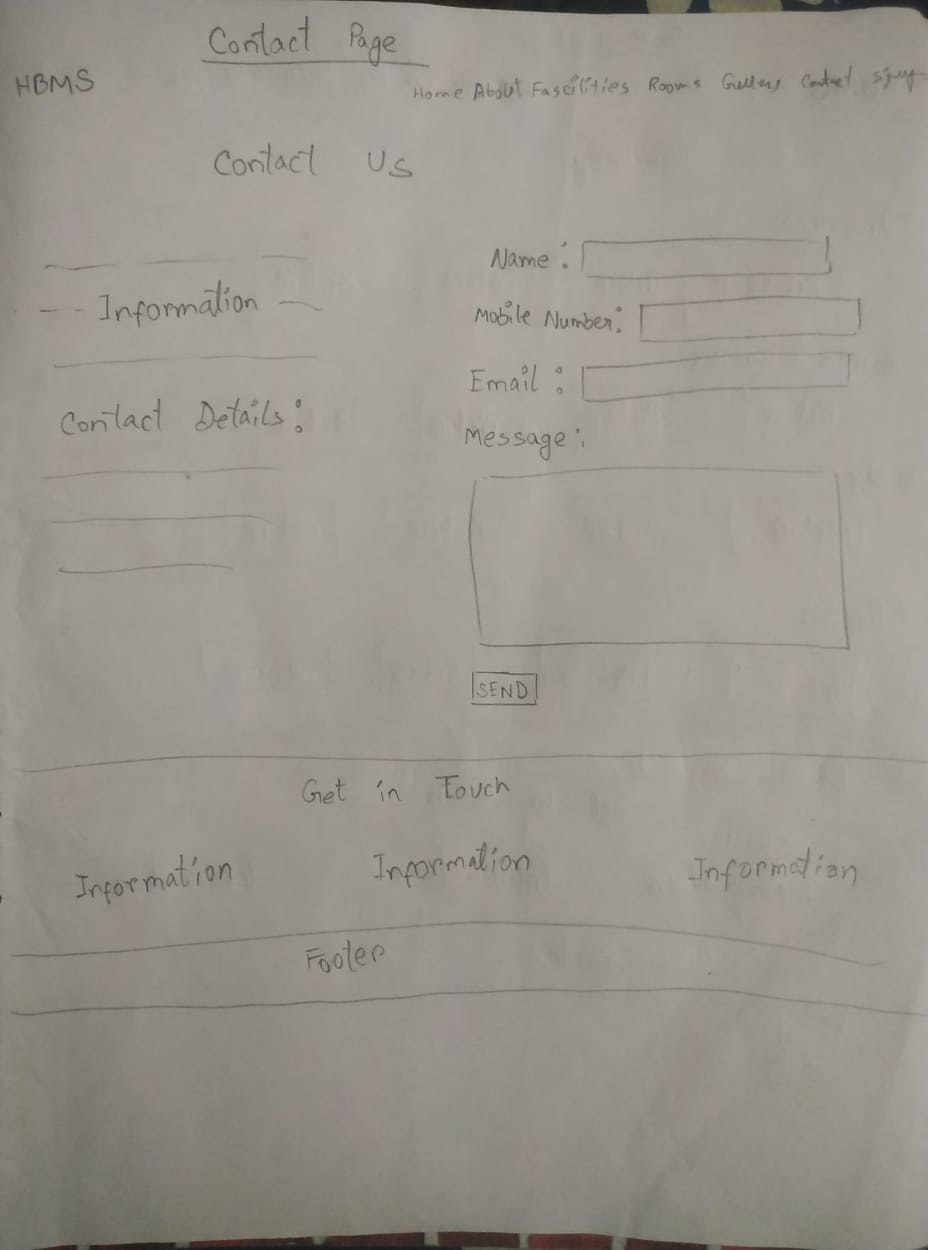 Contact Page
HBMS
Home About Fascilities Rooms Gallery Contact
Contact Us
Information
Contact Details:
Name:
Mobile Number:
Email:
Message:
SEND
Get in Touch
Information Information Information
Footer